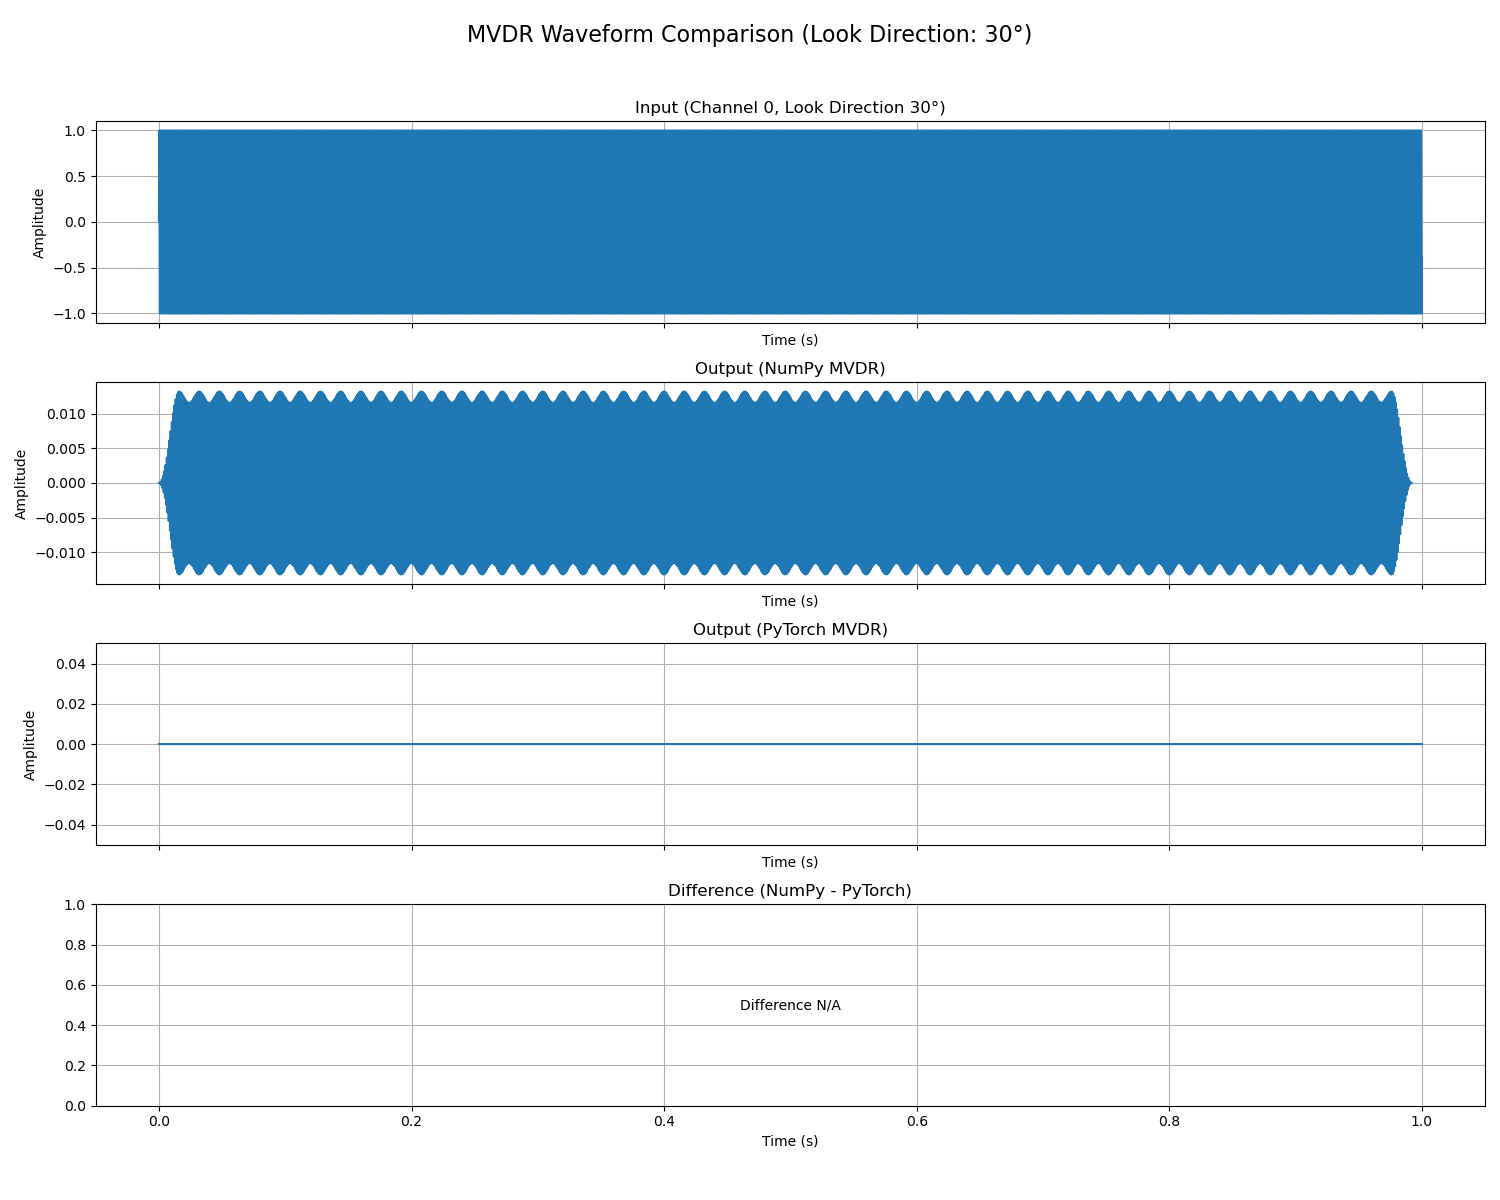 MVDR Waveform Comparison (Look Direction: 30°)
Input (Channel 0, Look Direction 30°)
1.0
0.5
0.0
−0.5
−1.0
Amplitude
Time (s)
Output (NumPy MVDR)
0.010
0.005
0.000
−0.005
−0.010
Amplitude
Time (s)
Output (PyTorch MVDR)
0.04
0.02
0.00
−0.02
−0.04
Amplitude
Time (s)
Difference (NumPy - PyTorch)
1.0
0.8
0.6
0.4
0.2
0.0
Difference N/A
0.0 0.2 0.4 0.6 0.8 1.0
Time (s)